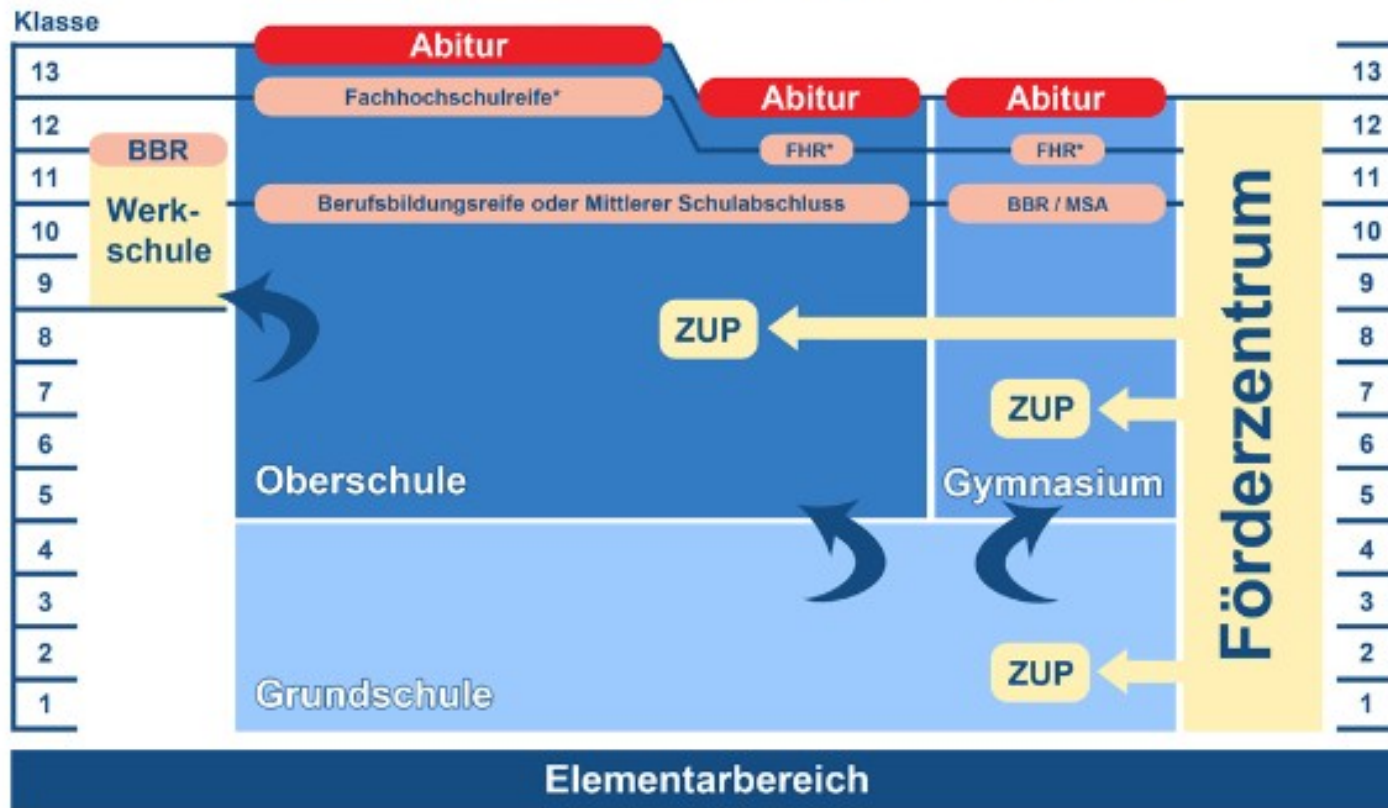 Klasse
Abitur
13
13
Fachhochschulreife*
Abitur
Abitur
12
12
BBR
FHR*
FHR*
11
11
Werk-
schule
Berufsbildungsreife oder Mittlerer Schulabschluss
BBR / MSA
10
10
9
9
ZUP
8
8
7
ZUP
7
6
6
Oberschule
Gymnasium
5
5
Förderzentrum
4
4
3
3
2
ZUP
2
Grundschule
1
1
Elementarbereich